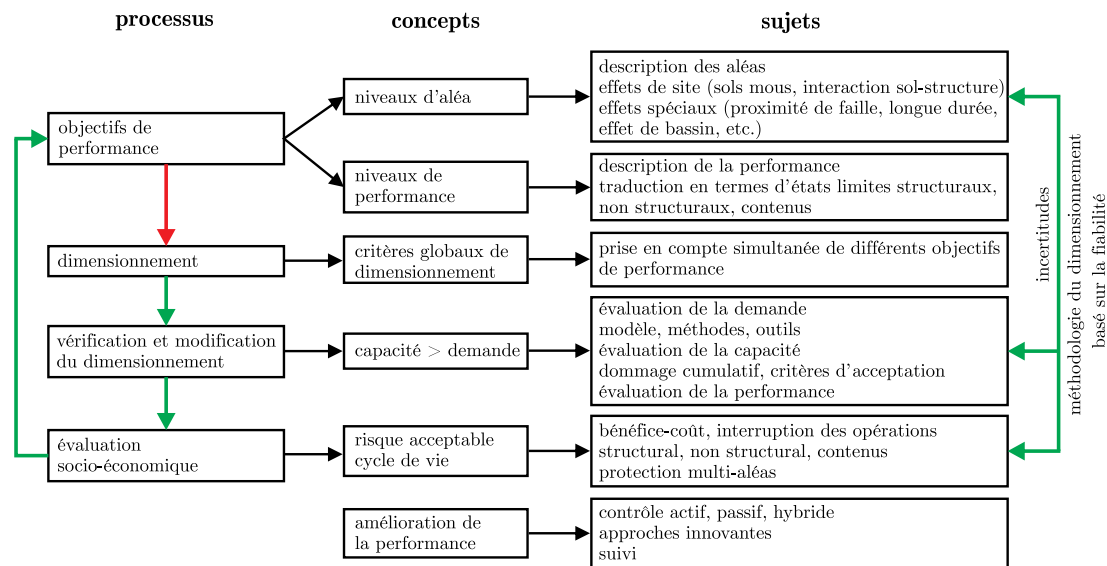 processus
concepts
sujets
objectifs de
performance
niveaux d'aléa
description des aléas
effets de site (sols mous, interaction sol-structure)
effets spéciaux (proximité de faille, longue durée,
effet de bassin, etc.)
niveaux de
performance
description de la performance
traduction en termes d'états limites structuraux,
non structuraux, contenus
dimensionnement
critères globaux de
dimensionnement
prise en compte simultanée de différents objectifs
de performance
vérification et modification
du dimensionnement
capacité > demande
évaluation de la demande
modèle, méthodes, outils
évaluation de la capacité
dommage cumulatif, critères d'acceptation
évaluation de la performance
évaluation
socio-économique
risque acceptable
cycle de vie
bénéfice-coût, interruption des opérations
structural, non structural, contenus
protection multi-aléas
amélioration de
la performance
contrôle actif, passif, hybride
approches innovantes
suivi
incertitudes
méthodologie du dimensionnement
basé sur la fiabilité